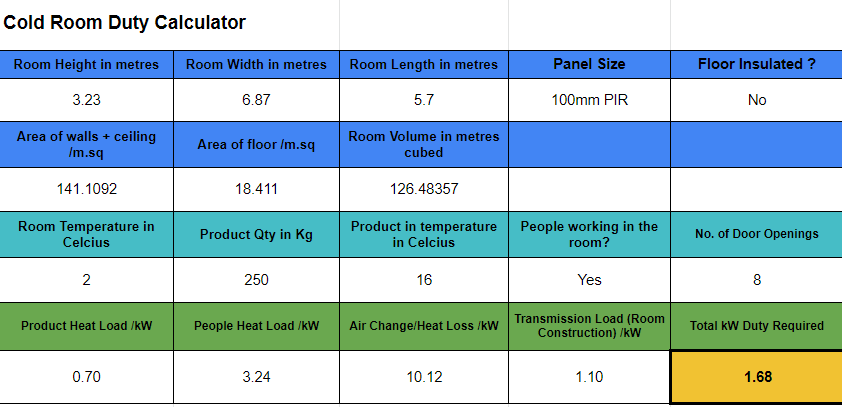 Cold Room Duty Calculator
Room Height in metres Room Width in metres Room Length in metres Panel Size Floor Insulated ?
3.23 6.87 5.7 100mm PIR No
Area of walls + ceiling /m.sq Area of floor /m.sq Room Volume in metres cubed
141.1092 18.411 126.48357
Room Temperature in Celcius Product Qty in Kg Product in temperature in Celcius People working in the room? No. of Door Openings
2 250 16 Yes 8
Product Heat Load /kW People Heat Load /kW Air Change/Heat Loss /kW Transmission Load (Room Construction) /kW Total kW Duty Required
0.70 3.24 10.12 1.10 1.68